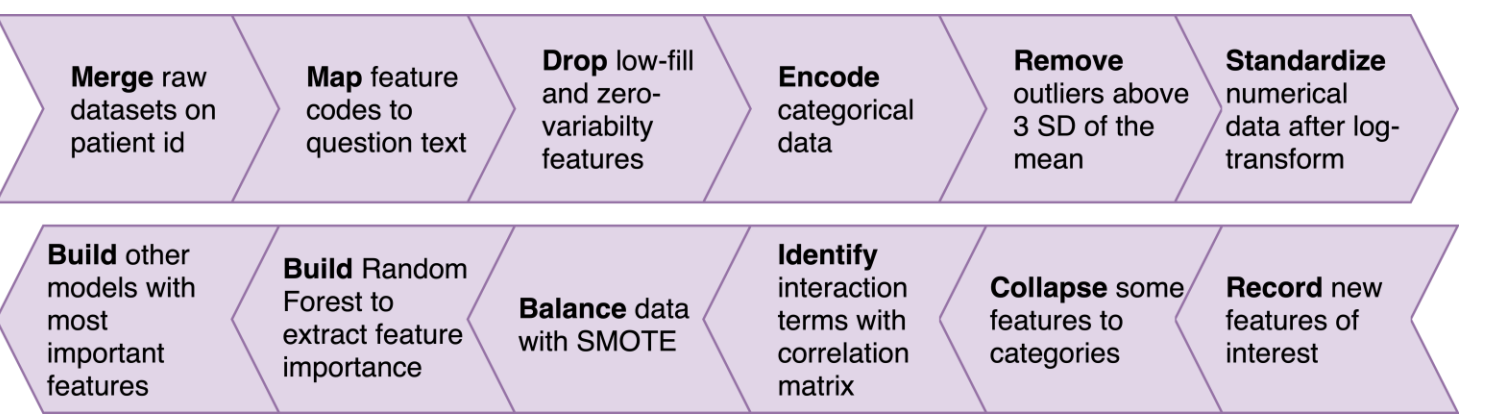 Merge raw
datasets on
patient id
Map feature
codes to
question text
Drop low-fill
and zero-
variabilty
features
Encode
categorical
data
Remove
outliers above
3 SD of the
mean
Standardize
numerical
data after log-
transform
Record new
features of
interest
Collapse some
features to
categories
Identify
interaction
terms with
correlation
matrix
Balance data
with SMOTE
Build Random
Forest to
extract feature
importance
Build other
models with
most
important
features